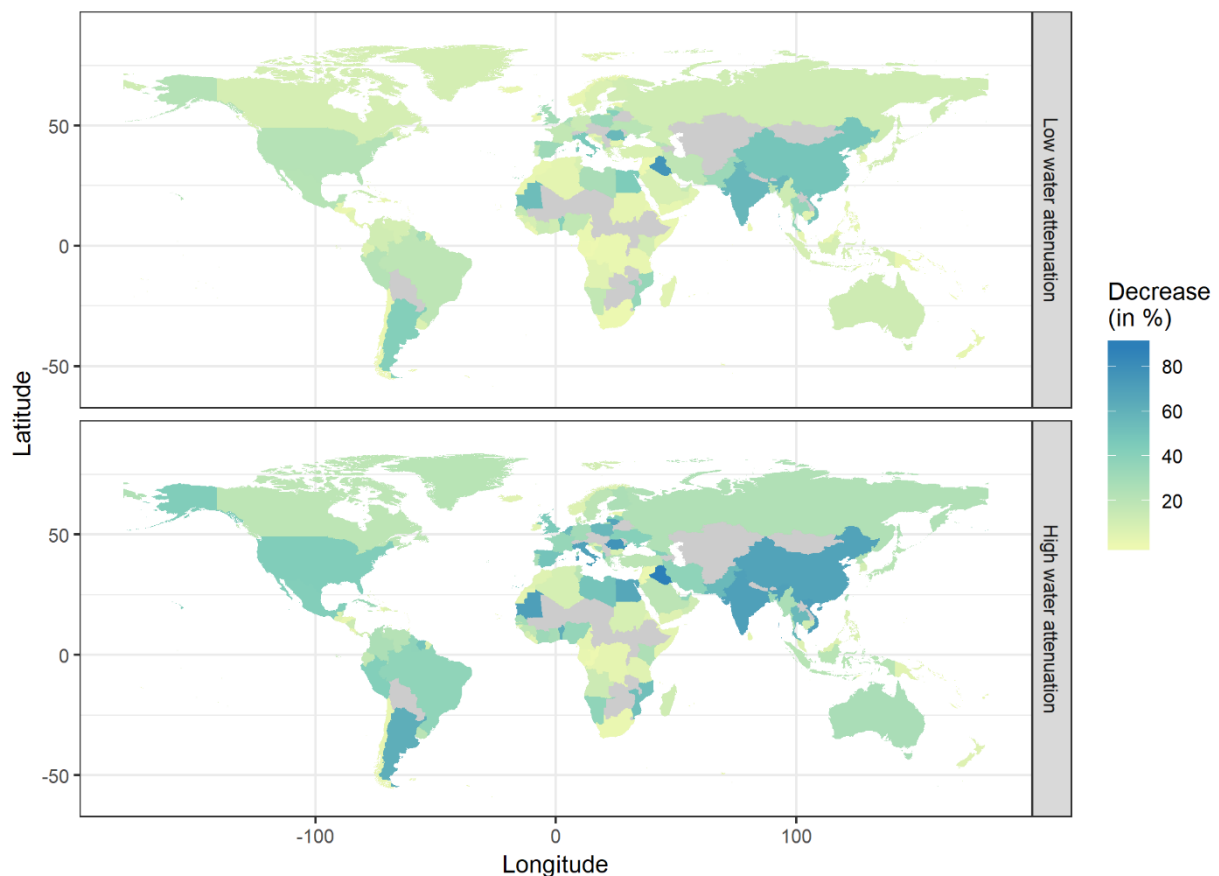 50
0
-50
Low water attenuation
50
0
-50
High water attenuation
-100
0
100
Longitude
Latitude
Decrease
(in %)
80
60
40
20